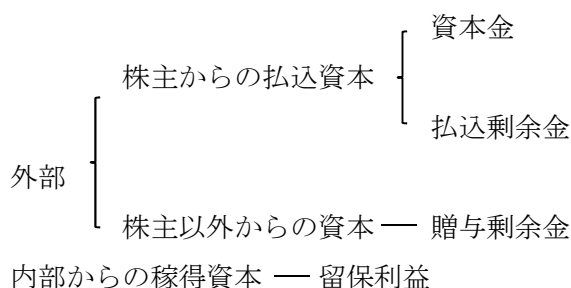 資本金
株主からの払込資本
払込剰余金
外部
株主以外からの資本 — 贈与剰余金
内部からの稼得資本 — 留保利益